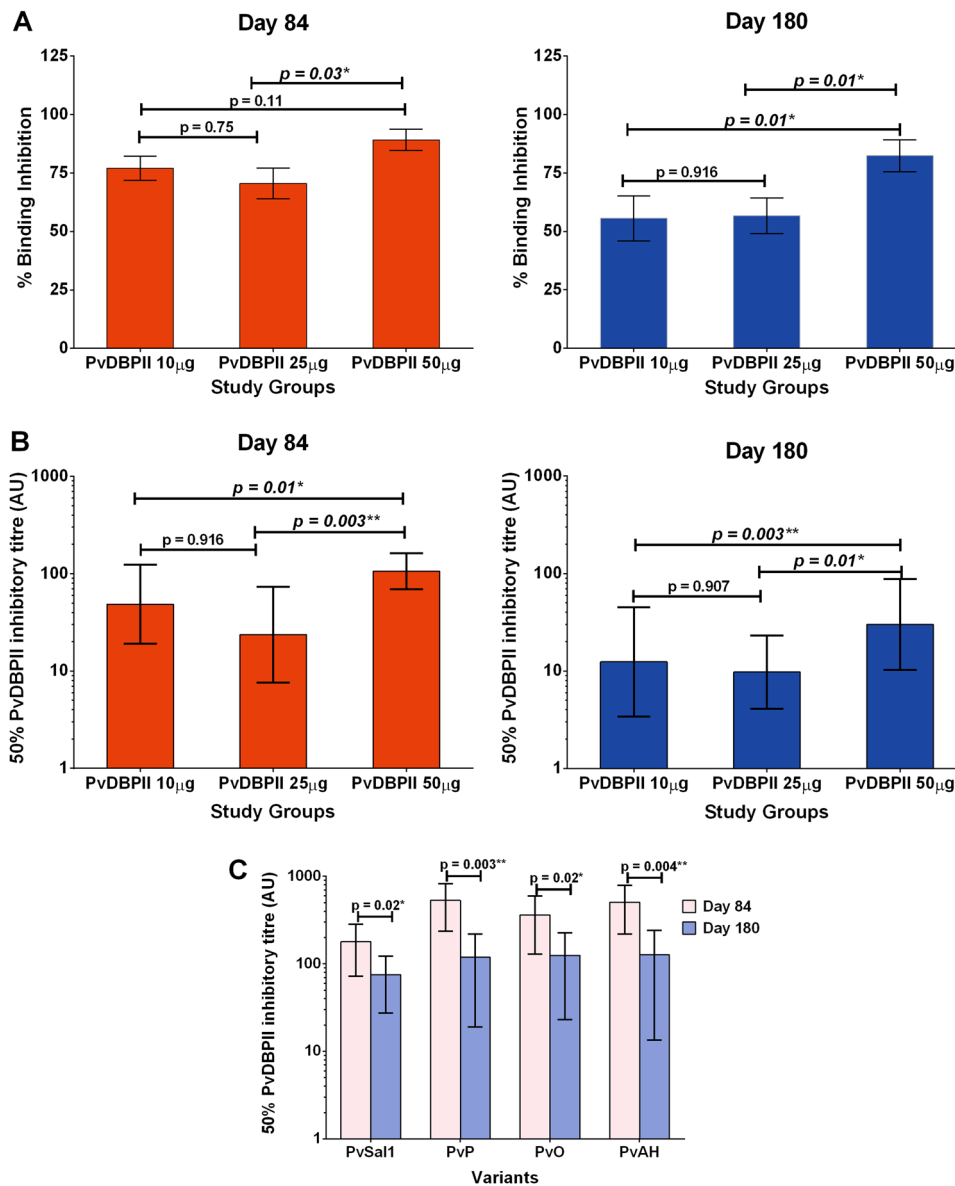 A
Day 84
Day 180
% Binding Inhibition
125
100
75
50
25
0
p = 0.03*
p = 0.11
p = 0.75
PvDBPII 10μg PvDBPII 25μg PvDBPII 50μg
Study Groups
% Binding Inhibition
125
100
75
50
25
0
p = 0.01*
p = 0.01*
p = 0.916
PvDBPII 10μg PvDBPII 25μg PvDBPII 50μg
Study Groups
B
Day 84
Day 180
50% PvDBPII inhibitory titre (AU)
1000
100
10
1
p = 0.01*
p = 0.003**
p = 0.916
PvDBPII 10μg PvDBPII 25μg PvDBPII 50μg
Study Groups
50% PvDBPII inhibitory titre (AU)
1000
100
10
1
p = 0.003**
p = 0.01*
p = 0.907
PvDBPII 10μg PvDBPII 25μg PvDBPII 50μg
Study Groups
C
50% PvDBPII inhibitory titre (AU)
1000
100
10
1
p = 0.02*
p = 0.003**
p = 0.02*
p = 0.004**
Day 84
Day 180
PvSal1 PvP PvO PvAH
Variants